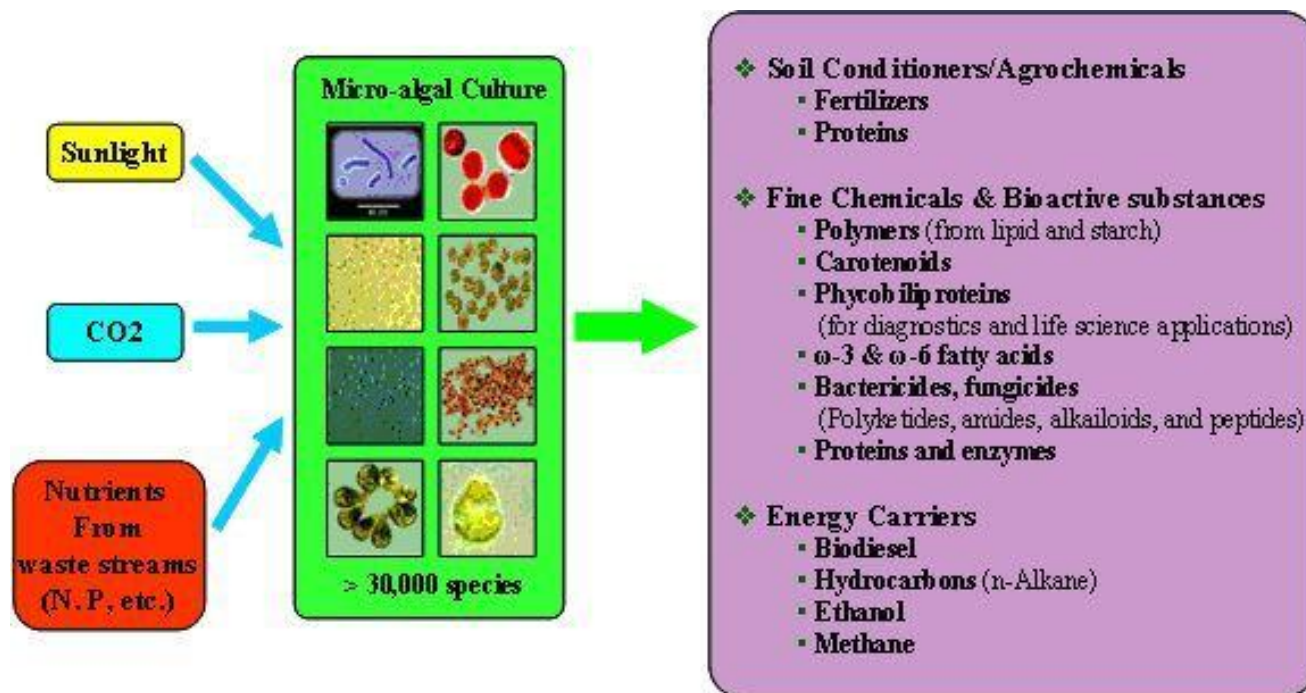 Sunlight
CO2
Nutrients
From
waste streams
(N. P, etc.)
Micro-algal Culture
> 30,000 species
❖ Soil Conditioners/Agrochemicals
▪ Fertilizers
▪ Proteins
❖ Fine Chemicals & Bioactive substances
▪ Polymers (from lipid and starch)
▪ Carotenoids
▪ Phycobiliproteins
(for diagnostics and life science applications)
▪ ω-3 & ω-6 fatty acids
▪ Bactericides, fungicides
(Polyketides, amides, alkailoids, and peptides)
▪ Proteins and enzymes
❖ Energy Carriers
▪ Biodiesel
▪ Hydrocarbons (n-Alkane)
▪ Ethanol
▪ Methane